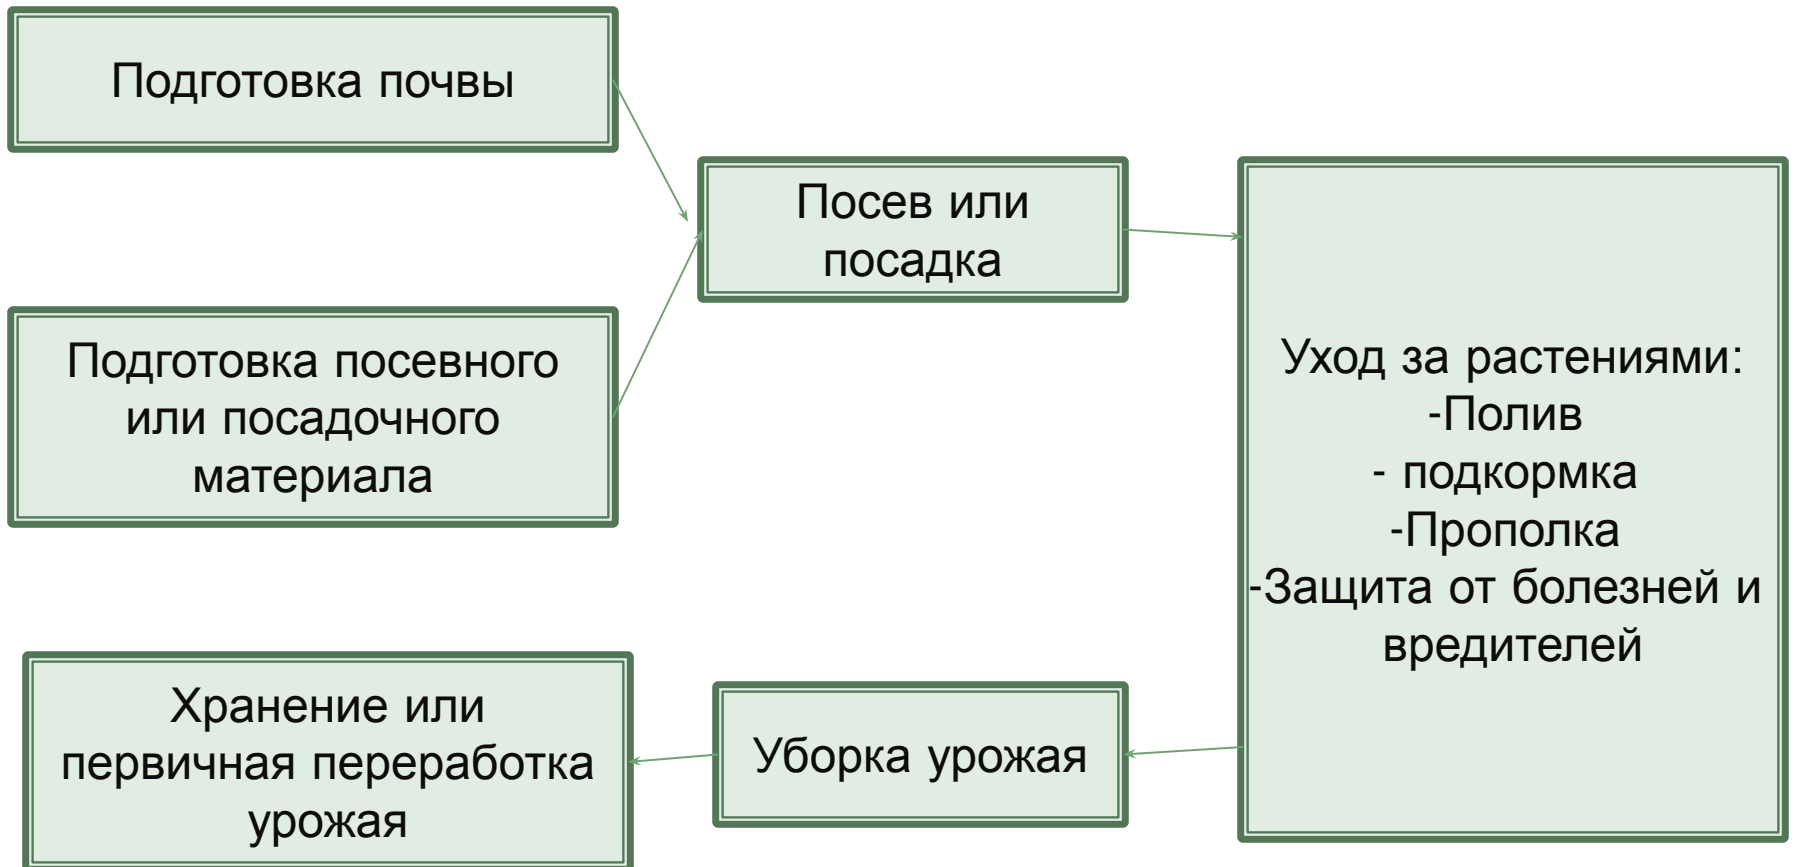 Подготовка почвы
Посев или
посадка
Подготовка посевного
или посадочного
материала
Уход за растениями:
-Полив
- подкормка
-Прополка
-Защита от болезней и
вредителей
Уборка урожая
Хранение или
первичная переработка
урожая